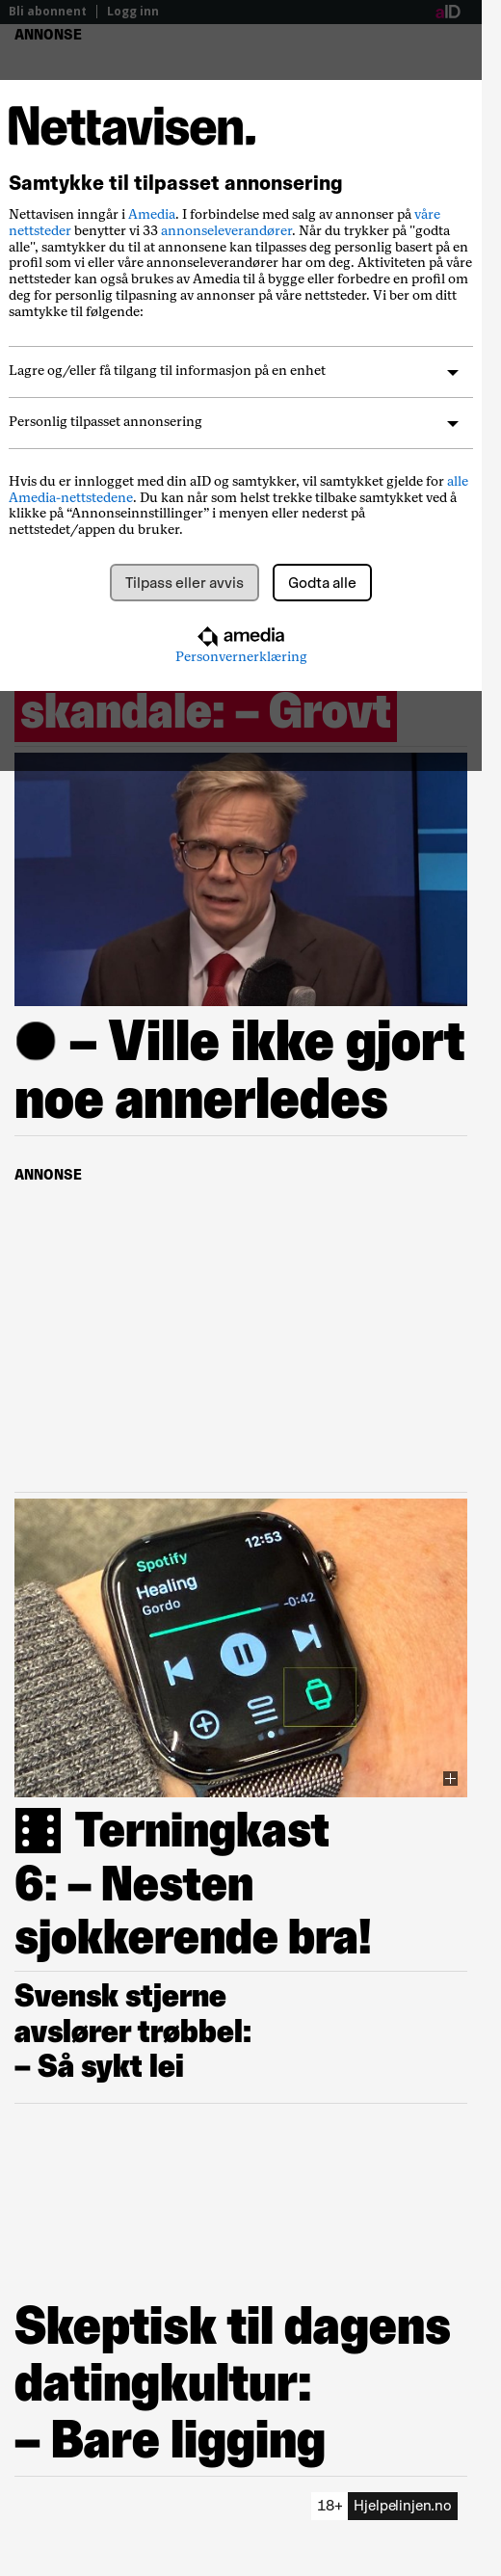 Bli abonnent | Logg inn
aID
ANNONSE
Nettavisen.
Samtykke til tilpasset annonsering
Nettavisen inngår i Amedia. I forbindelse med salg av annonser på våre
nettsteder benytter vi 33 annonseleverandører. Når du trykker på "godta
alle", samtykker du til at annonsene kan tilpasses deg personlig basert på en
profil som vi eller våre annonseleverandører har om deg. Aktiviteten på våre
nettsteder kan også brukes av Amedia til å bygge eller forbedre en profil om
deg for personlig tilpasning av annonser på våre nettsteder. Vi ber om ditt
samtykke til følgende:
Lagre og/eller få tilgang til informasjon på en enhet
Personlig tilpasset annonsering
Hvis du er innlogget med din aID og samtykker, vil samtykket gjelde for alle
Amedia-nettstedene. Du kan når som helst trekke tilbake samtykket ved å
klikke på “Annonseinnstillinger” i menyen eller nederst på
nettstedet/appen du bruker.
Tilpass eller avvis
Godta alle
amedia
Personvernerklæring
skandale: – Grovt
– Ville ikke gjort
noe annerledes
ANNONSE
12:53
Spotify
Healing
Gordo
-0:42
Terningkast
6: – Nesten
sjokkerende bra!
Svensk stjerne
avslører trøbbel:
– Så sykt lei
Skeptisk til dagens
datingkultur:
– Bare ligging
18+ Hjelpelinjen.no